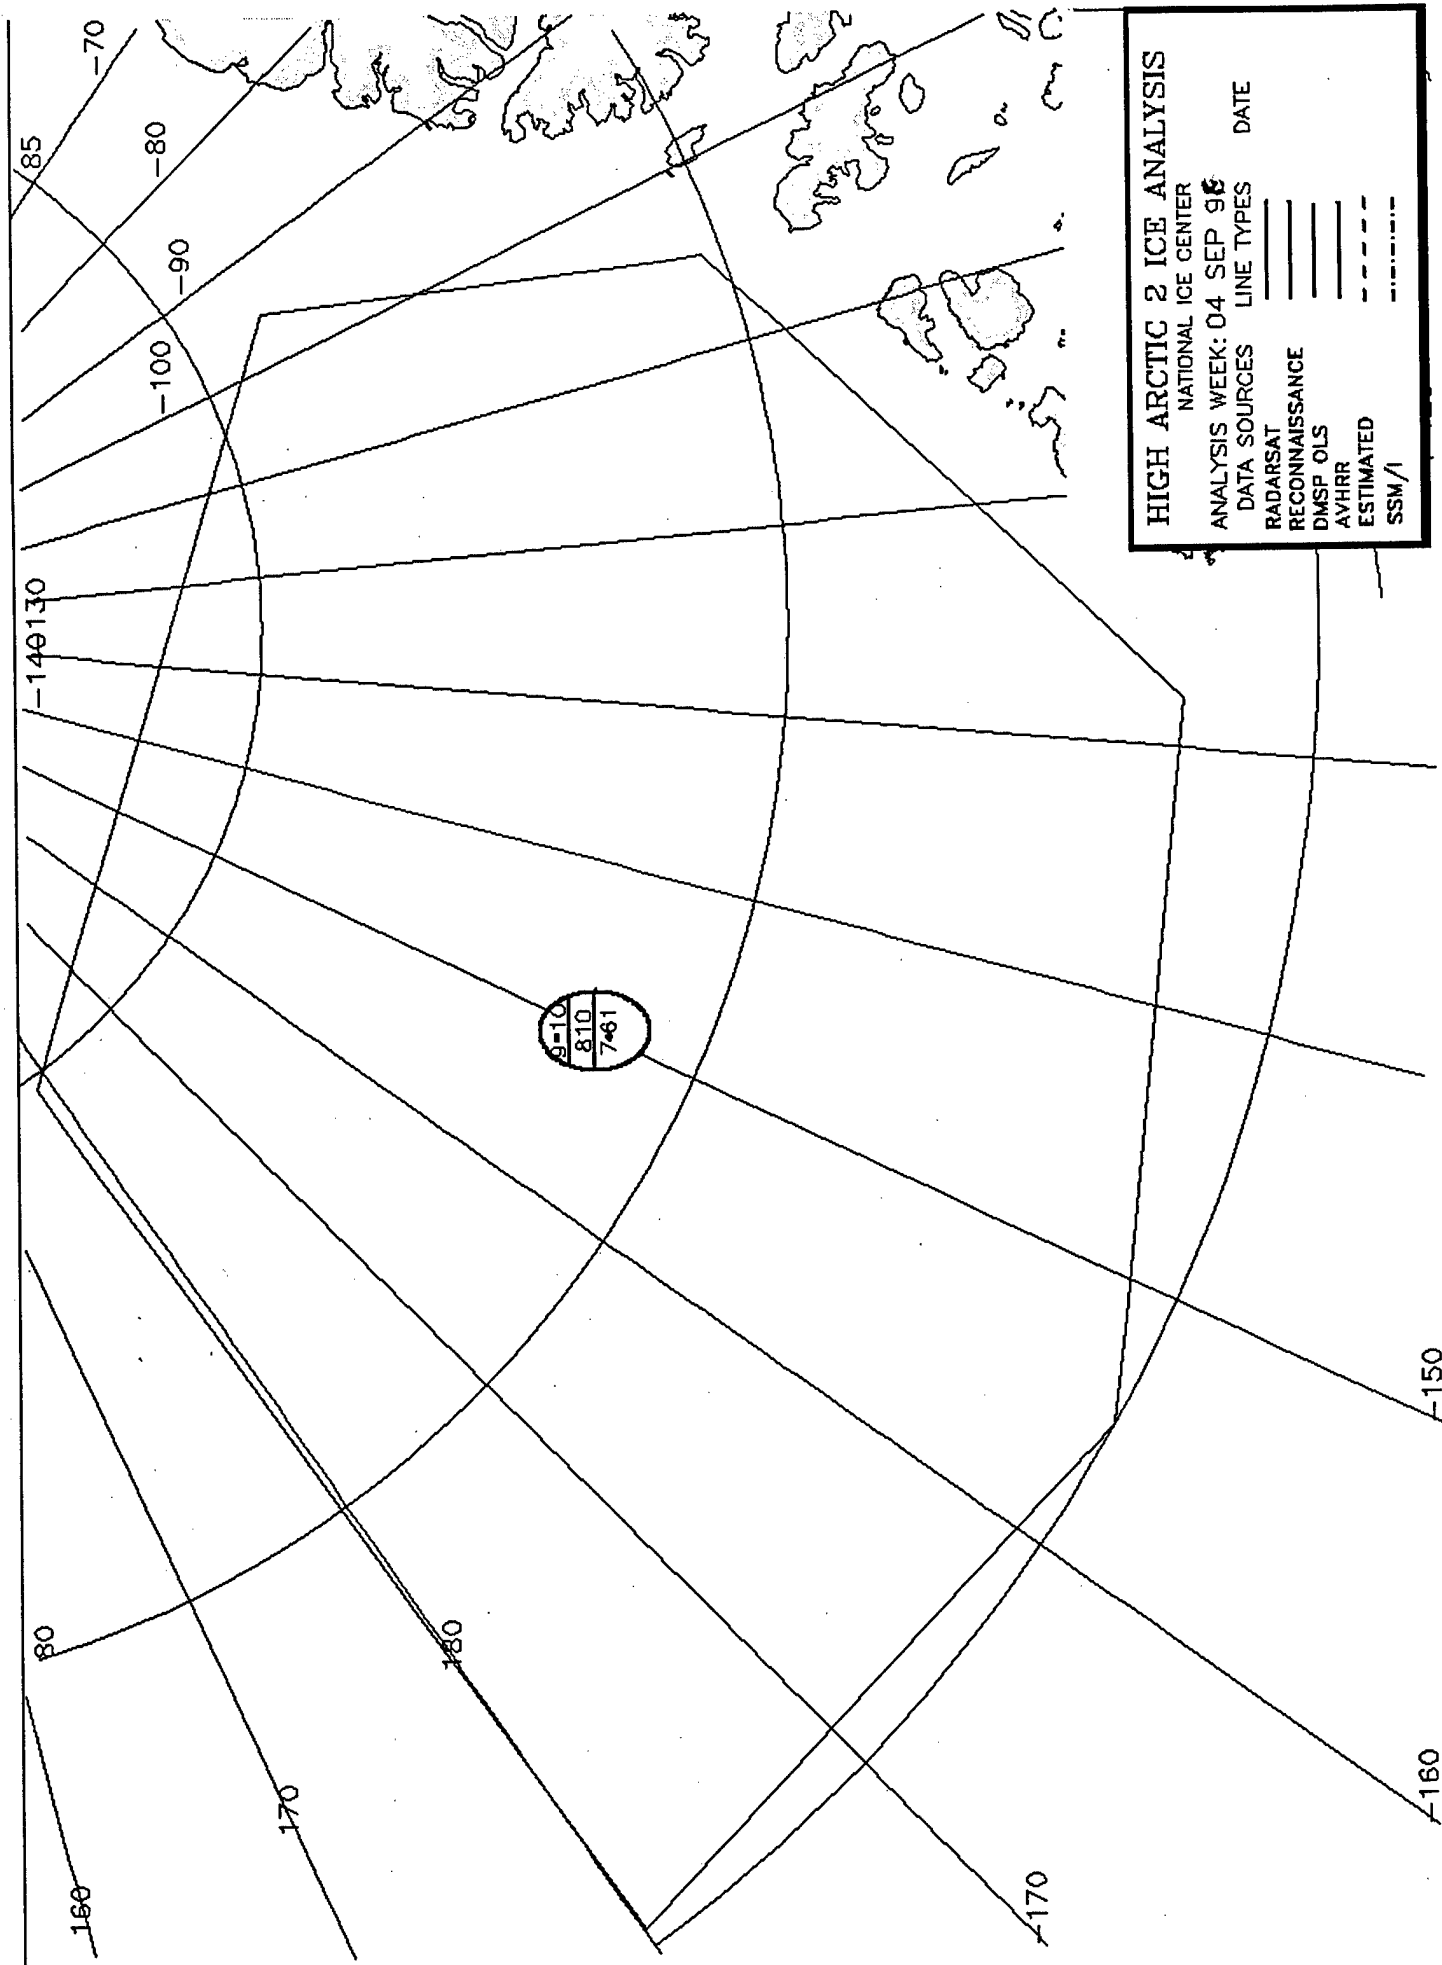 HIGH ARCTIC 2 ICE ANALYSIS
NATIONAL ICE CENTER
ANALYSIS WEEK: 04 SEP
DATA SOURCES LINE TYPES DATE
RADARSAT
RECONNAISSANCE
DMSP OLS
AVHRR
ESTIMATED
SSM/I
-70
85
-80
-90
-100
-140130
9-10
810
7•61
80
180
170
160
-170
-160
-150